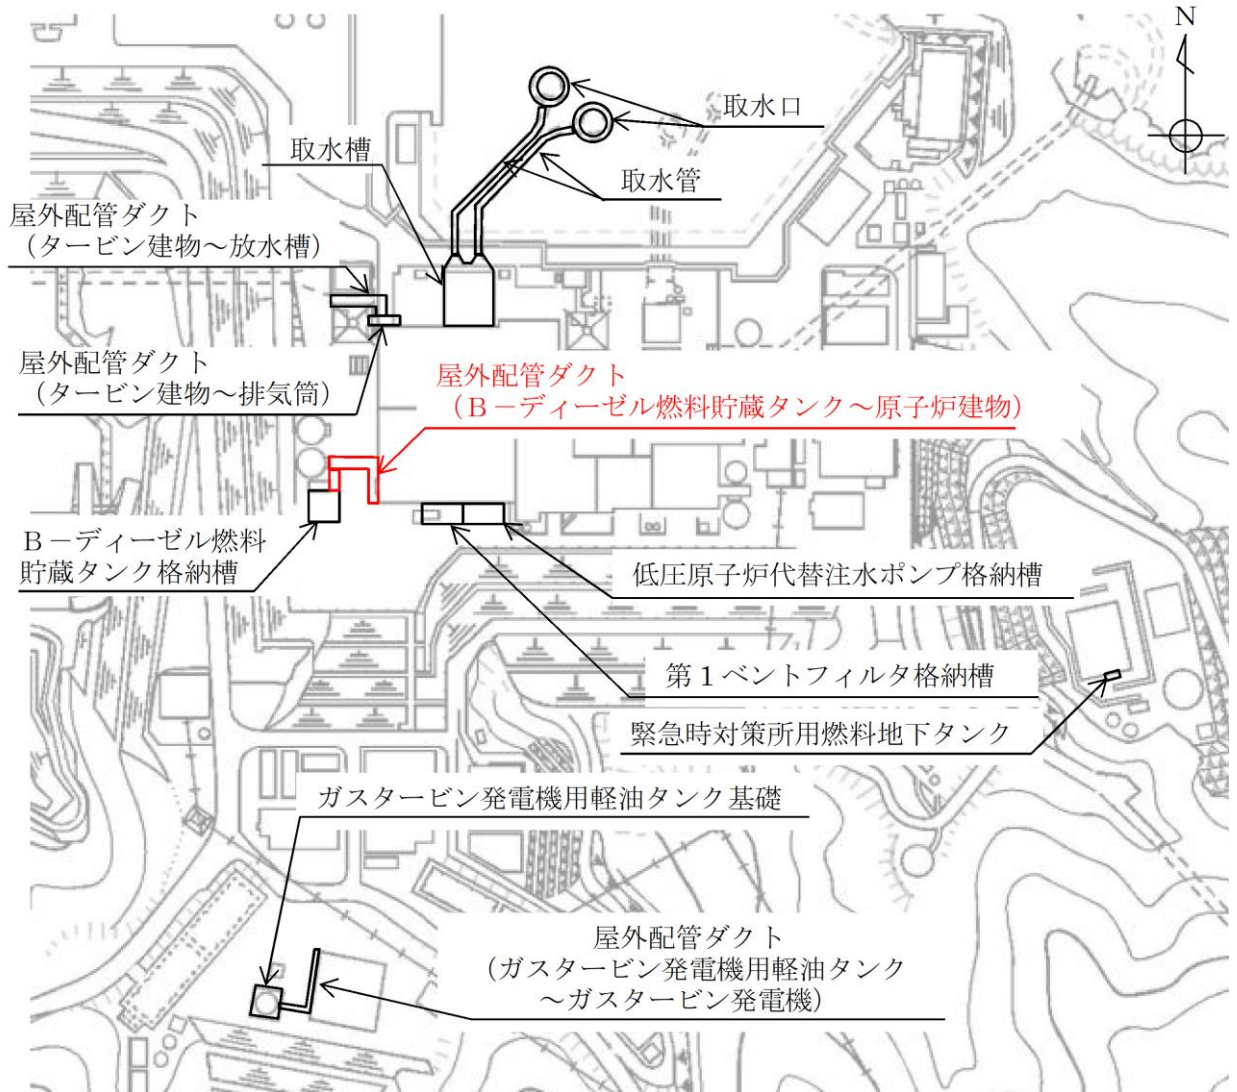 N
取水口
取水槽
取水管
屋外配管ダクト
（タービン建物～放水槽）
屋外配管ダクト
（タービン建物～排気筒）
屋外配管ダクト
（Ｂ－ディーゼル燃料貯蔵タンク～原子炉建物）
Ｂ－ディーゼル燃料
貯蔵タンク格納槽
低圧原子炉代替注水ポンプ格納槽
第１ベントフィルタ格納槽
緊急時対策所用燃料地下タンク
ガスタービン発電機用軽油タンク基礎
屋外配管ダクト
（ガスタービン発電機用軽油タンク
～ガスタービン発電機）